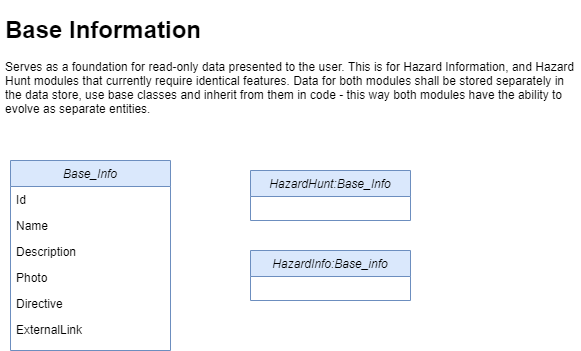 Base Information
Serves as a foundation for read-only data presented to the user. This is for Hazard Information, and Hazard
Hunt modules that currently require identical features. Data for both modules shall be stored separately in
the data store, use base classes and inherit from them in code - this way both modules have the ability to
evolve as separate entities.
Base_Info
Id
Name
Description
Photo
Directive
ExternalLink
HazardHunt:Base_Info
HazardInfo:Base_info